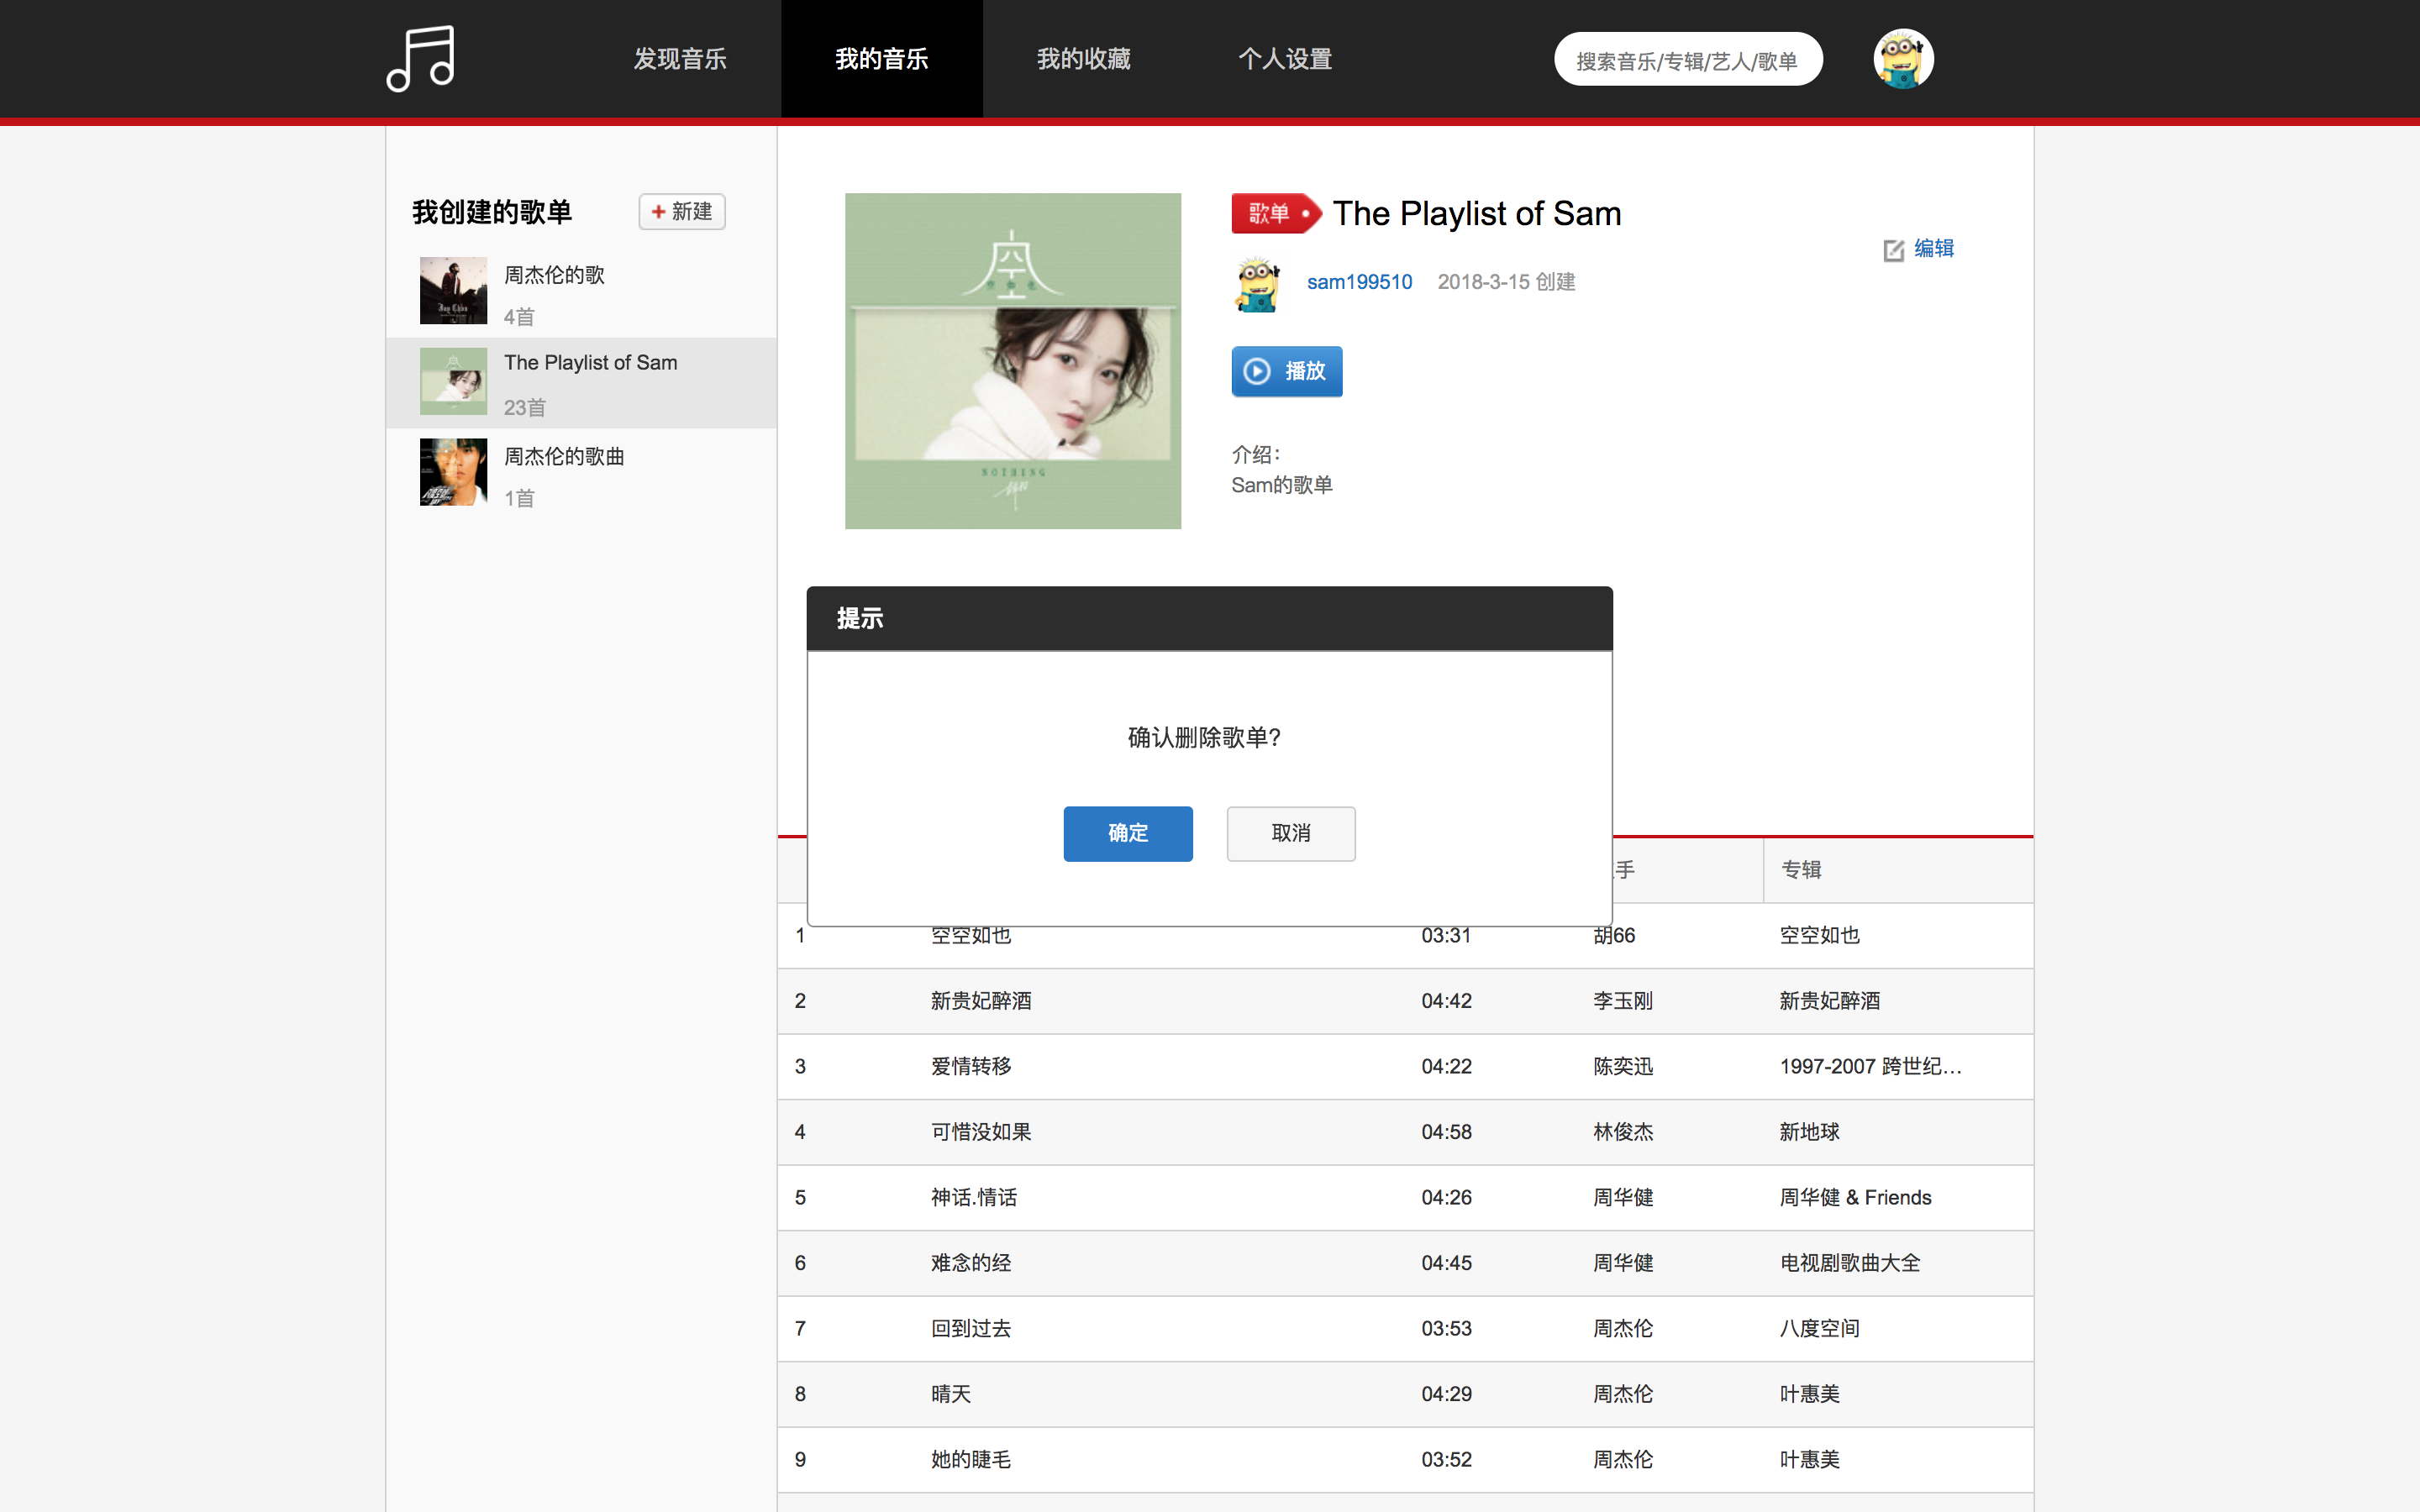 发现音乐 我的音乐 我的收藏 个人设置 搜索音乐/专辑/艺人/歌单
我创建的歌单 + 新建
周杰伦的歌
4首
The Playlist of Sam
23首
周杰伦的歌曲
1首
空
空如也
NOTHING
歌单 The Playlist of Sam
编辑
sam199510 2018-3-15 创建
播放
介绍：
Sam的歌单
提示
确认删除歌单?
确定 取消
手 专辑
1 空空如也 03:31 胡66 空空如也
2 新贵妃醉酒 04:42 李玉刚 新贵妃醉酒
3 爱情转移 04:22 陈奕迅 1997-2007 跨世纪...
4 可惜没如果 04:58 林俊杰 新地球
5 神话.情话 04:26 周华健 周华健 & Friends
6 难念的经 04:45 周华健 电视剧歌曲大全
7 回到过去 03:53 周杰伦 八度空间
8 晴天 04:29 周杰伦 叶惠美
9 她的睫毛 03:52 周杰伦 叶惠美